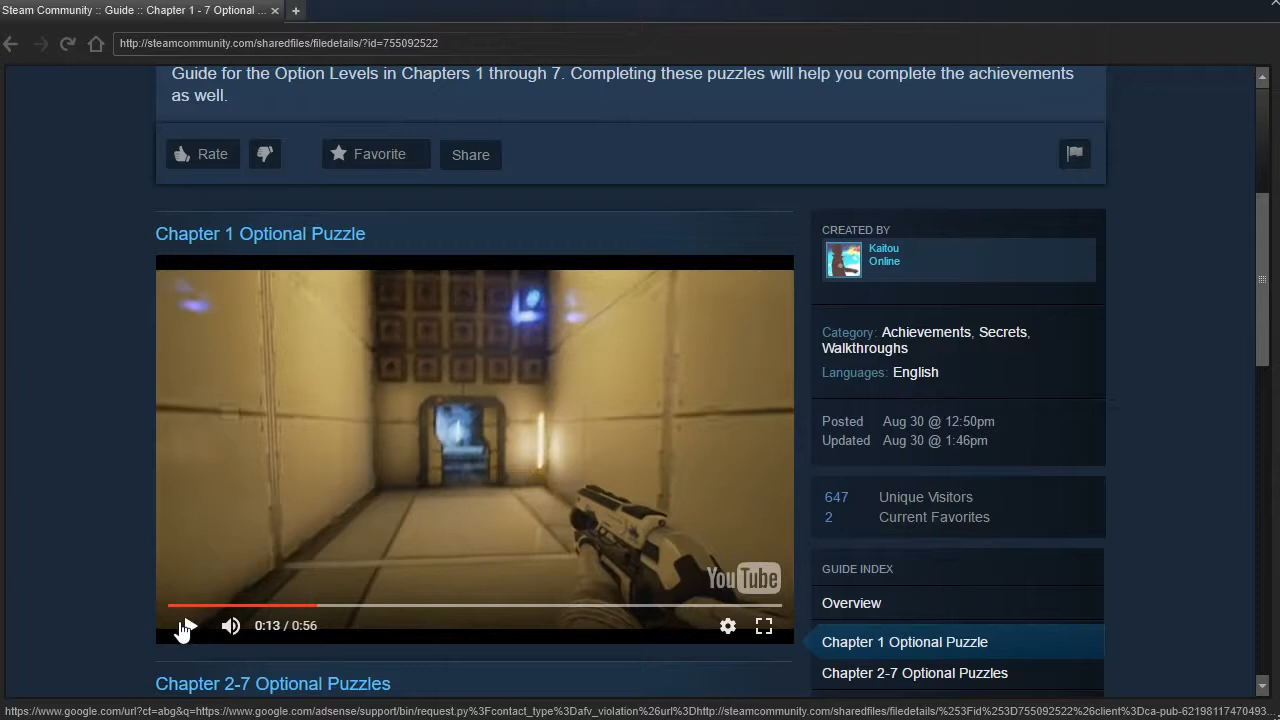 Steam Community :: Guide :: Chapter 1 - 7 Optional ...
http://steamcommunity.com/sharedfiles/filedetails/?id=755092522
Guide for the Option Levels in Chapters 1 through 7. Completing these puzzles will help you complete the achievements
as well.
Rate
Favorite
Share
Chapter 1 Optional Puzzle
YouTube
0:13 / 0:56
Chapter 2-7 Optional Puzzles
CREATED BY
Kaitou
Online
Category: Achievements, Secrets,
Walkthroughs
Languages: English
Posted Aug 30 @ 12:50pm
Updated Aug 30 @ 1:46pm
647 Unique Visitors
2 Current Favorites
GUIDE INDEX
Overview
Chapter 1 Optional Puzzle
Chapter 2-7 Optional Puzzles
https://www.google.com/url?ct=abg&q=https://www.google.com/adsense/support/bin/request.py%3Fcontact_type%3Dafv_violation%26url%3Dhttp://steamcommunity.com/sharedfiles/filedetails/%253Fid%253D755092522%26client%3Dca-pub-62198117470493...